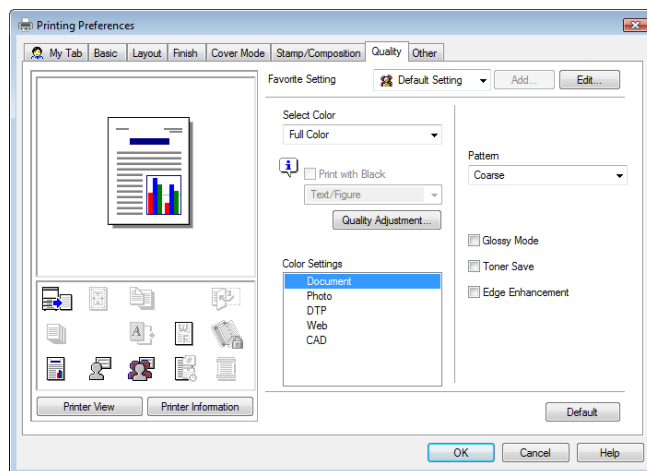 Printing Preferences
My Tab Basic Layout Finish Cover Mode Stamp/Composition Quality Other
Favorite Setting Default Setting Add... Edit...
Select Color
Full Color
Print with Black
Text/Figure
Quality Adjustment...
Pattern
Coarse
Glossy Mode
Toner Save
Edge Enhancement
Color Settings
Document
Photo
DTP
Web
CAD
Printer View Printer Information
Default
OK Cancel Help